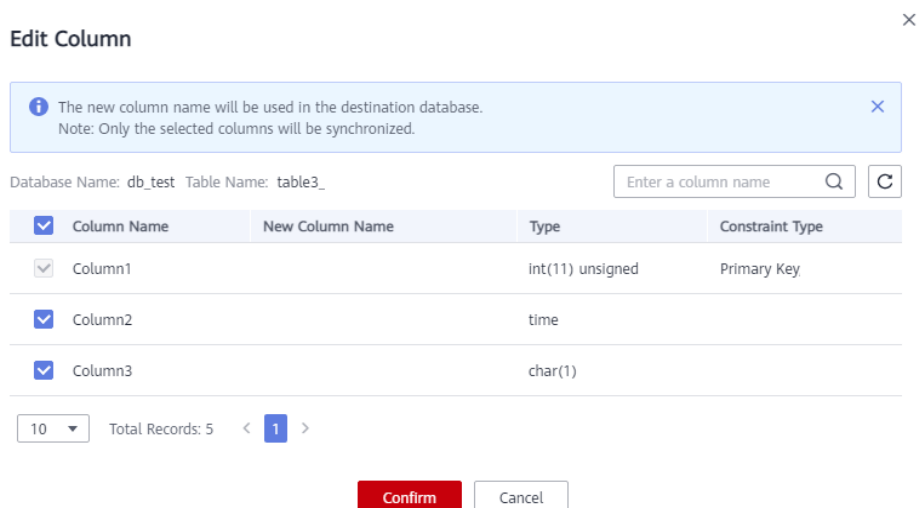 Edit Column
The new column name will be used in the destination database.
Note: Only the selected columns will be synchronized.
Database Name: db_test Table Name: table3_ Enter a column name
Column Name New Column Name Type Constraint Type
Column1 int(11) unsigned Primary Key
Column2 time
Column3 char(1)
10 Total Records: 5 < 1 >
Confirm Cancel